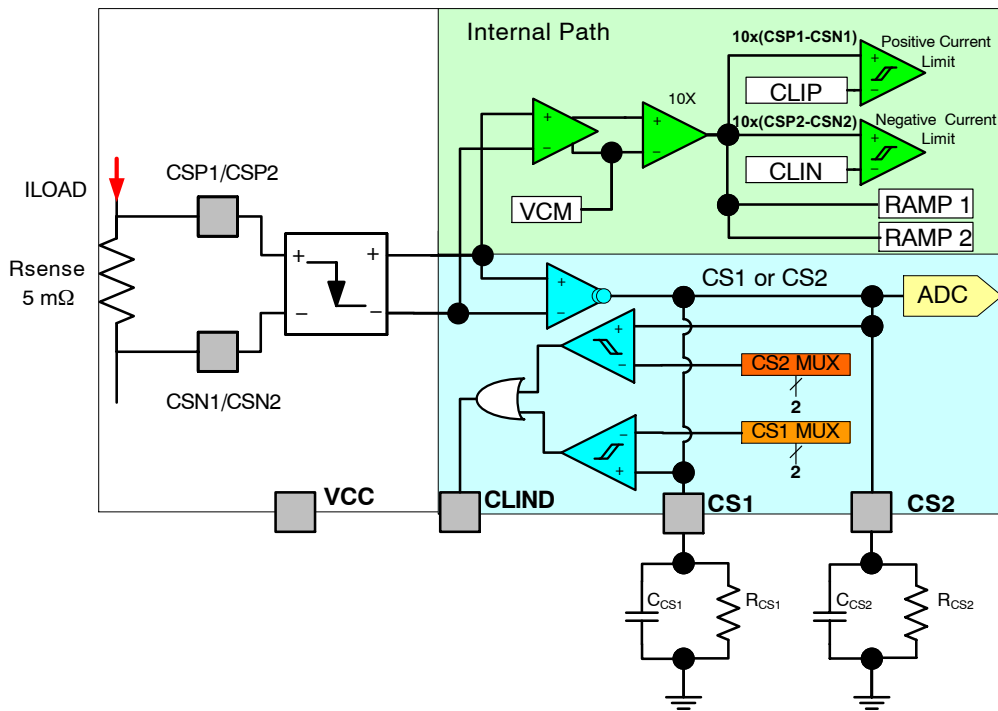 Internal Path
10x(CSP1-CSN1)
Positive Current
Limit
CLIP
10X
10x(CSP2-CSN2)
Negative Current
Limit
CLIN
VCM
RAMP 1
RAMP 2
ILOAD
CSP1/CSP2
Rsense
5 mΩ
CSN1/CSN2
+
−
+
−
+
−
+
−
+
−
+
−
+
−
CS1 or CS2
ADC
+
−
CS2 MUX
2
−
+
CS1 MUX
2
VCC
CLIND
CS1
CS2
CCS1
RCS1
CCS2
RCS2